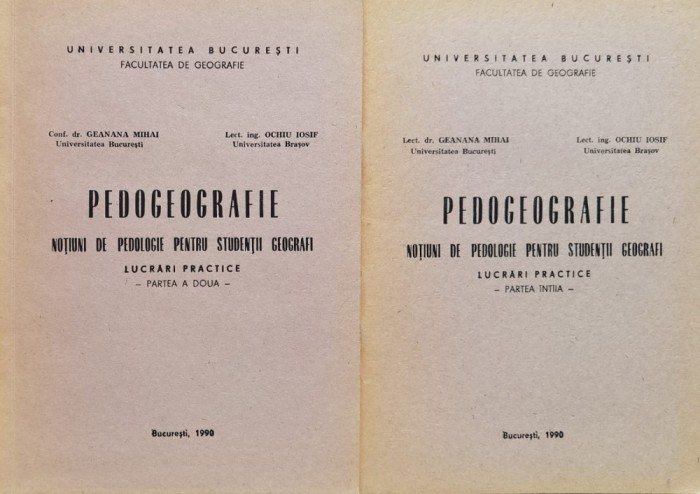 UNIVERSITATEA BUCUREȘTI
FACULTATEA DE GEOGRAFIE
Conf. dr. GEANANA MIHAI
Universitatea București
Lect. ing. OCHIU IOSIF
Universitatea Brașov
PEDOGEOGRAFIE
NOȚIUNI DE PEDOLOGIE PENTRU STUDENȚII GEOGRAFI
LUCRĂRI PRACTICE
– PARTEA A DOUA –
București, 1990
UNIVERSITATEA BUCUREȘTI
FACULTATEA DE GEOGRAFIE
Lect. dr. GEANANA MIHAI
Universitatea București
Lect. ing. OCHIU IOSIF
Universitatea Brașov
PEDOGEOGRAFIE
NOȚIUNI DE PEDOLOGIE PENTRU STUDENȚII GEOGRAFI
LUCRĂRI PRACTICE
– PARTEA INTIIA –
București, 1990